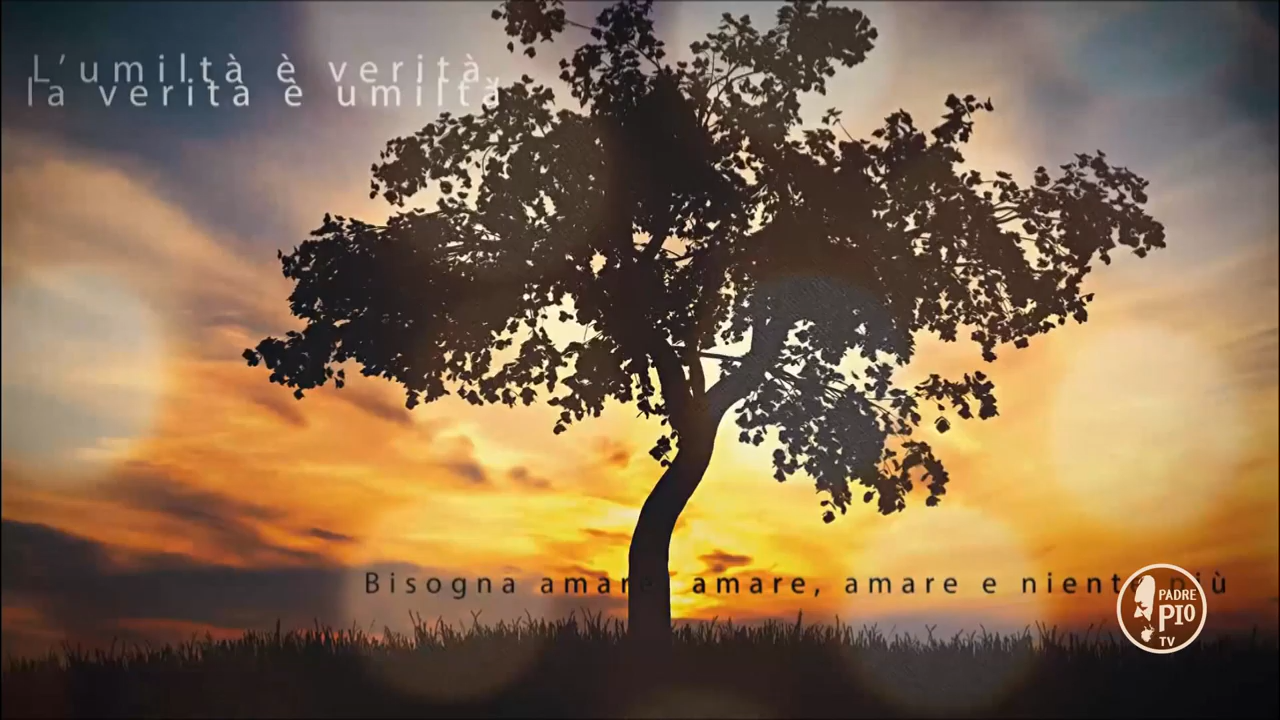 L'umiltà è verità,
la verità è umiltà
Bisogna amare, amare, amare e niente più
PADRE
PIO
TV